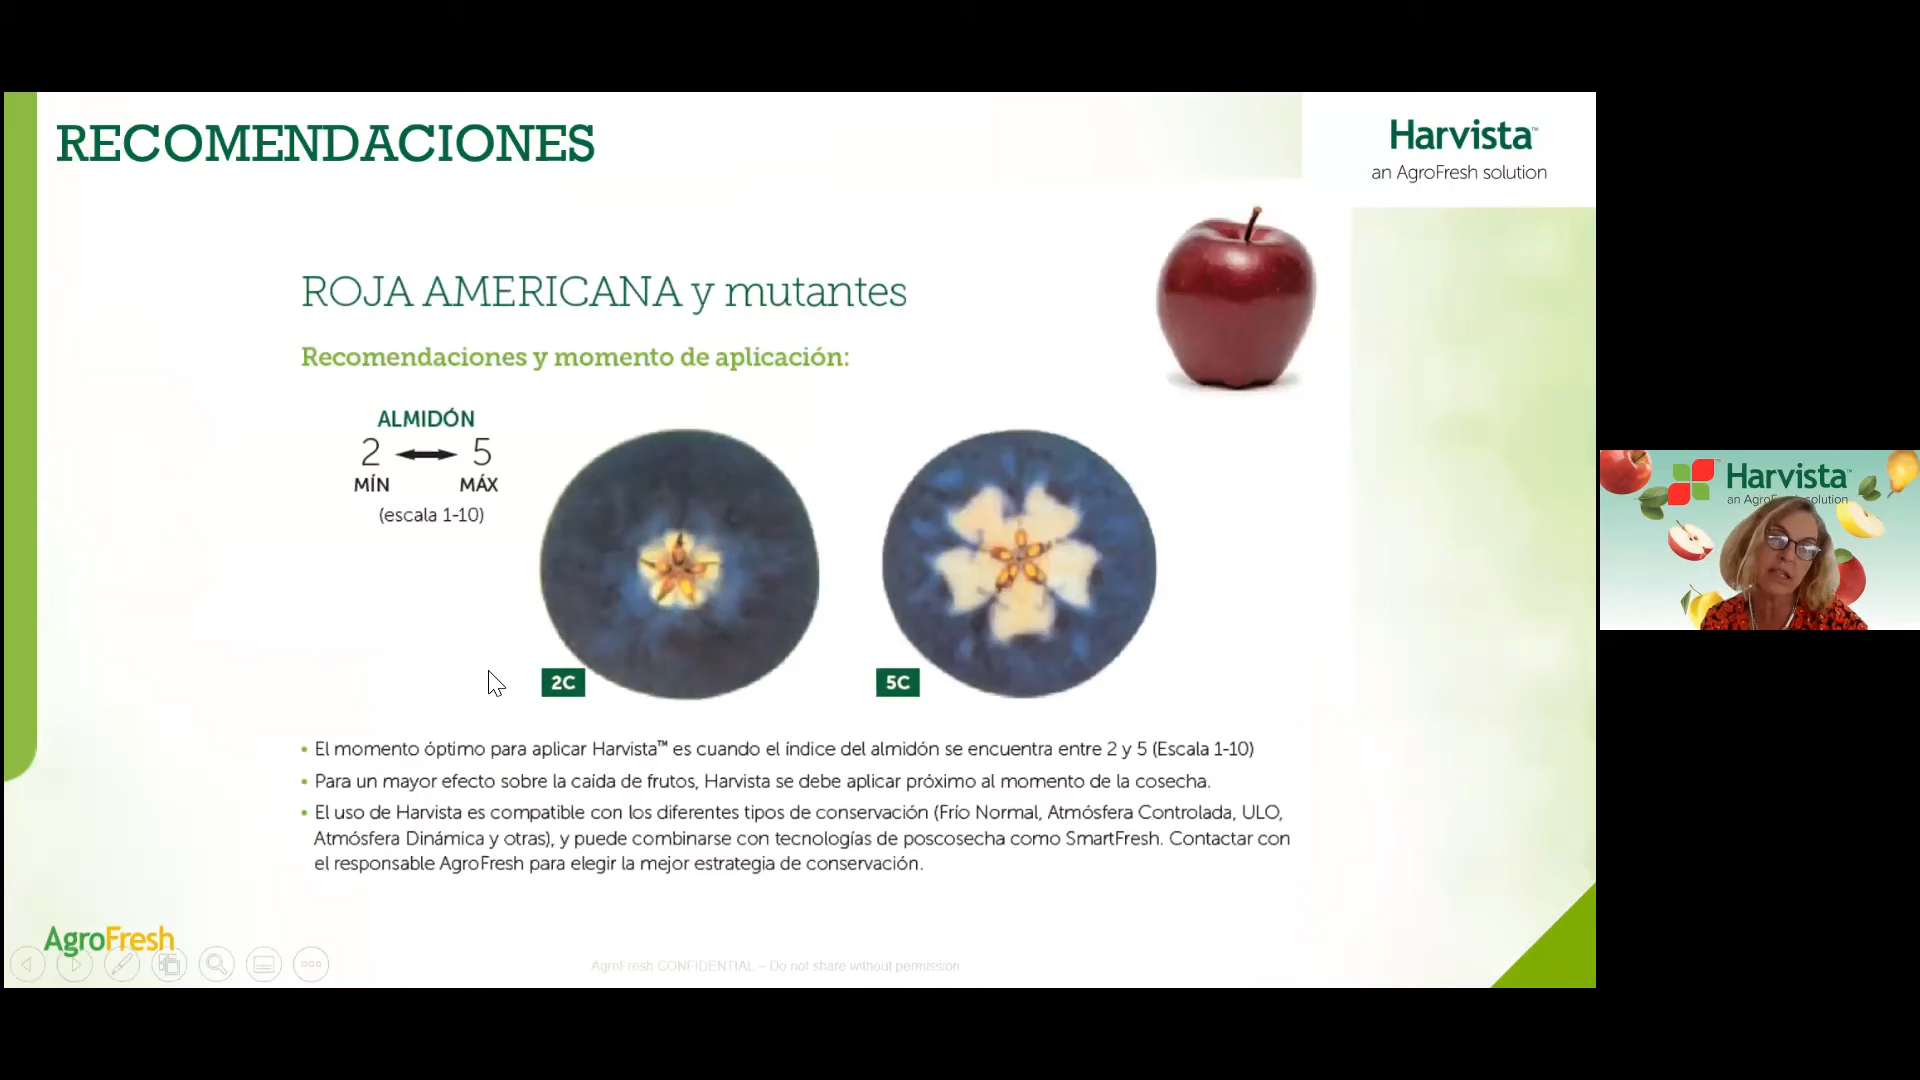 RECOMENDACIONES
Harvista™
an AgroFresh solution
ROJA AMERICANA y mutantes
Recomendaciones y momento de aplicación:
ALMIDÓN
2 5
MÍN MÁX
(escala 1-10)
2C
5C
• El momento óptimo para aplicar Harvista™ es cuando el índice del almidón se encuentra entre 2 y 5 (Escala 1-10)
• Para un mayor efecto sobre la caída de frutos, Harvista se debe aplicar próximo al momento de la cosecha.
• El uso de Harvista es compatible con los diferentes tipos de conservación (Frío Normal, Atmósfera Controlada, ULO,
Atmósfera Dinámica y otras), y puede combinarse con tecnologías de poscosecha como SmartFresh. Contactar con
el responsable AgroFresh para elegir la mejor estrategia de conservación.
AgroFresh
AgroFresh CONFIDENTIAL – Do not share without permission
Harvista™
an AgroFresh solution